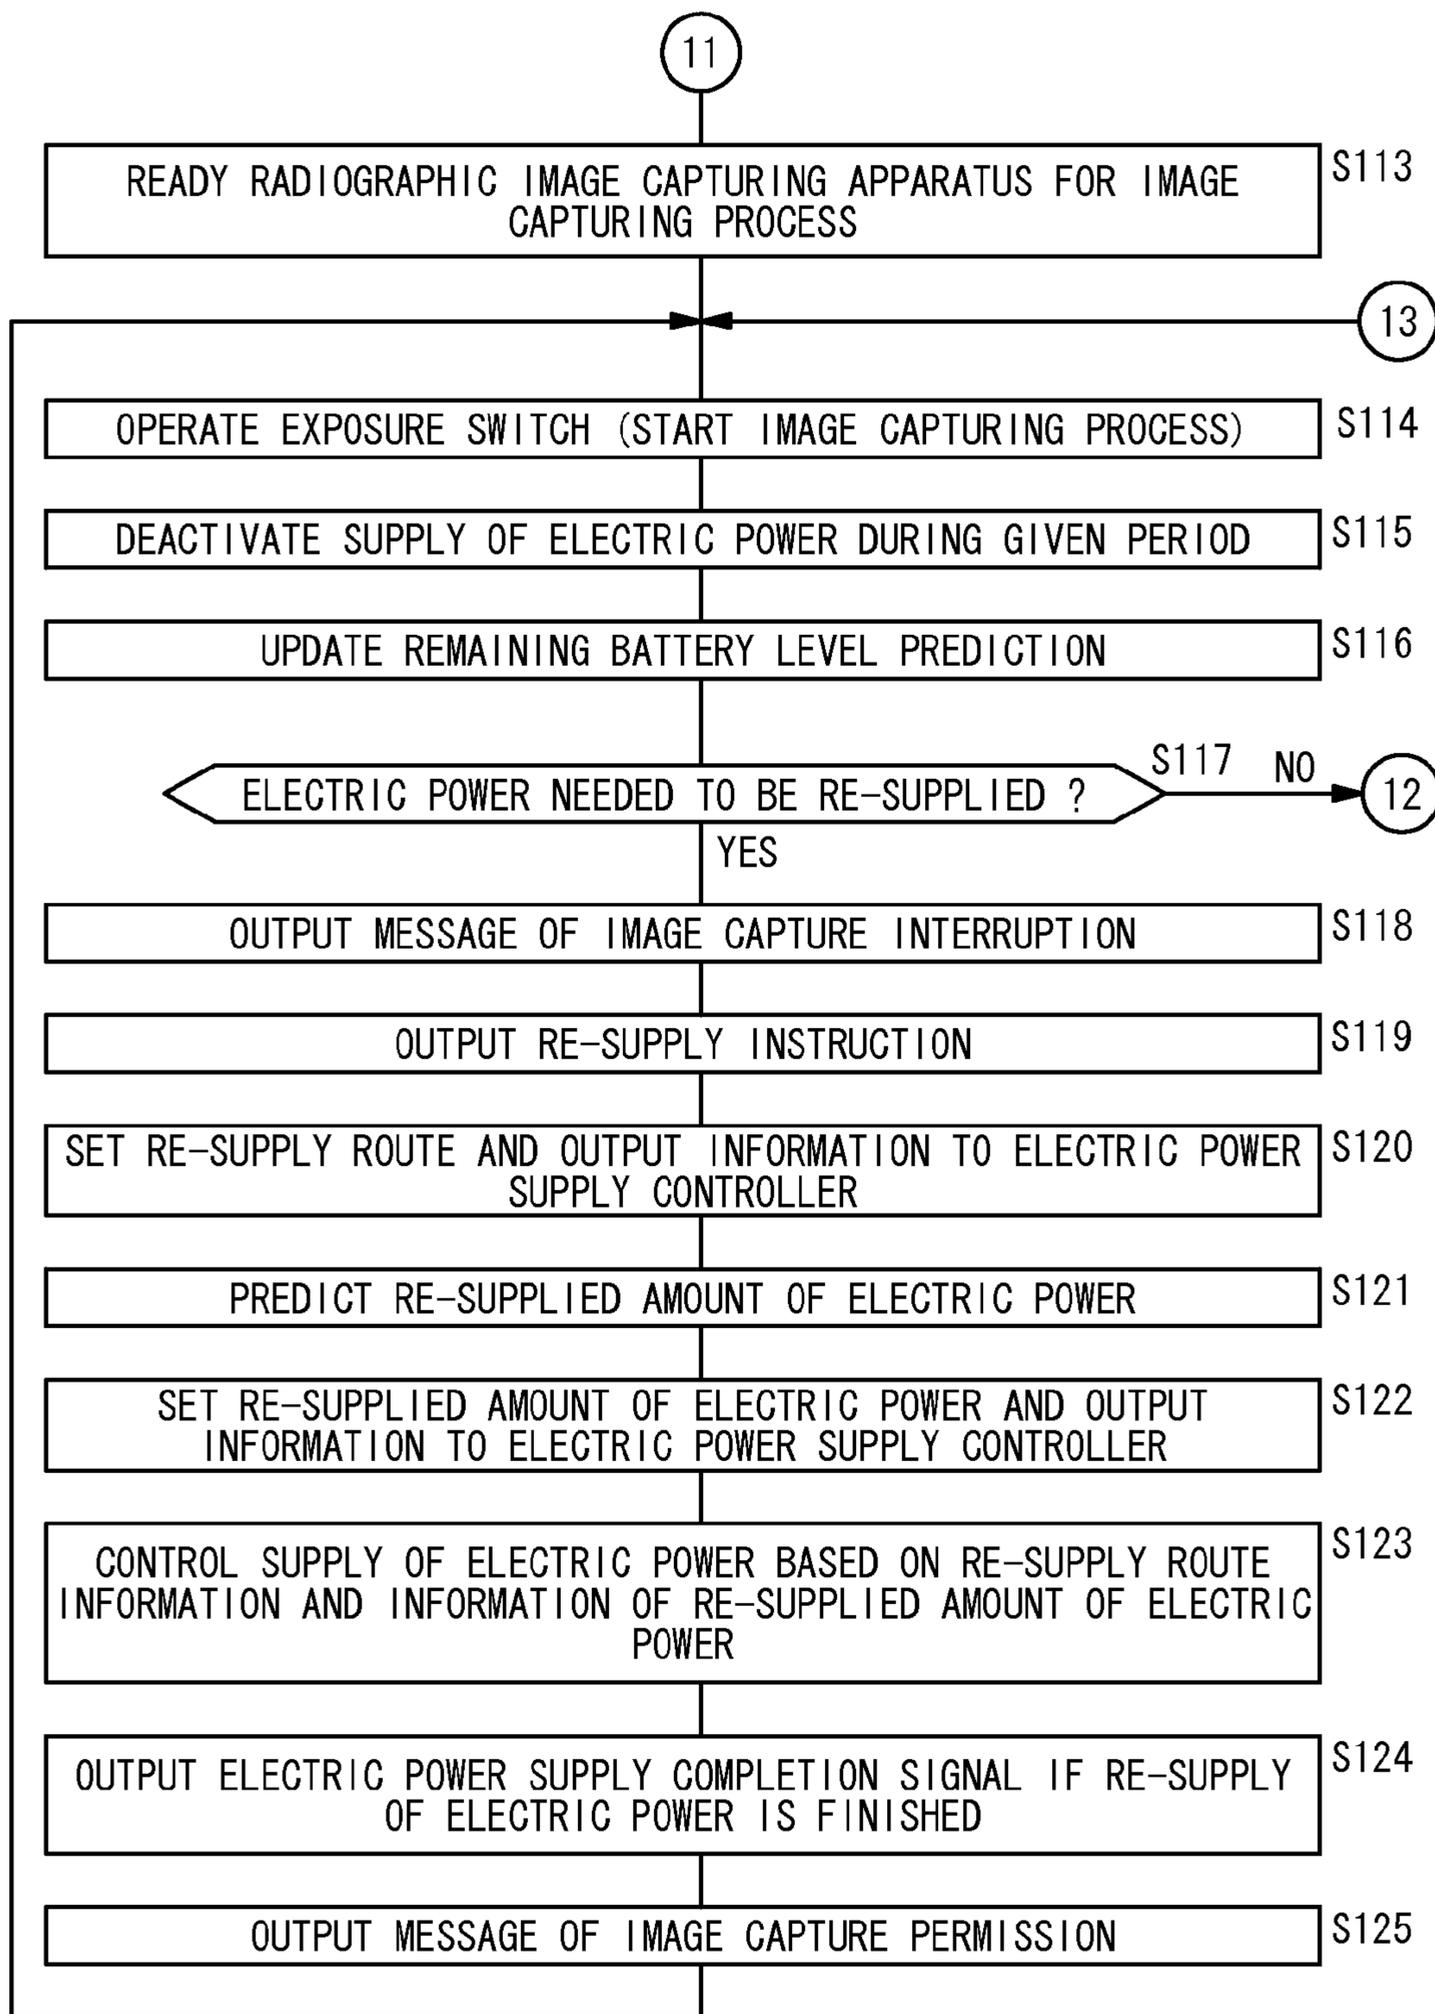 11
READY RADIOGRAPHIC IMAGE CAPTURING APPARATUS FOR IMAGE
CAPTURING PROCESS
S113
13
OPERATE EXPOSURE SWITCH (START IMAGE CAPTURING PROCESS)
S114
DEACTIVATE SUPPLY OF ELECTRIC POWER DURING GIVEN PERIOD
S115
UPDATE REMAINING BATTERY LEVEL PREDICTION
S116
ELECTRIC POWER NEEDED TO BE RE-SUPPLIED ?
S117
NO
12
YES
OUTPUT MESSAGE OF IMAGE CAPTURE INTERRUPTION
S118
OUTPUT RE-SUPPLY INSTRUCTION
S119
SET RE-SUPPLY ROUTE AND OUTPUT INFORMATION TO ELECTRIC POWER
SUPPLY CONTROLLER
S120
PREDICT RE-SUPPLIED AMOUNT OF ELECTRIC POWER
S121
SET RE-SUPPLIED AMOUNT OF ELECTRIC POWER AND OUTPUT
INFORMATION TO ELECTRIC POWER SUPPLY CONTROLLER
S122
CONTROL SUPPLY OF ELECTRIC POWER BASED ON RE-SUPPLY ROUTE
INFORMATION AND INFORMATION OF RE-SUPPLIED AMOUNT OF ELECTRIC
POWER
S123
OUTPUT ELECTRIC POWER SUPPLY COMPLETION SIGNAL IF RE-SUPPLY
OF ELECTRIC POWER IS FINISHED
S124
OUTPUT MESSAGE OF IMAGE CAPTURE PERMISSION
S125